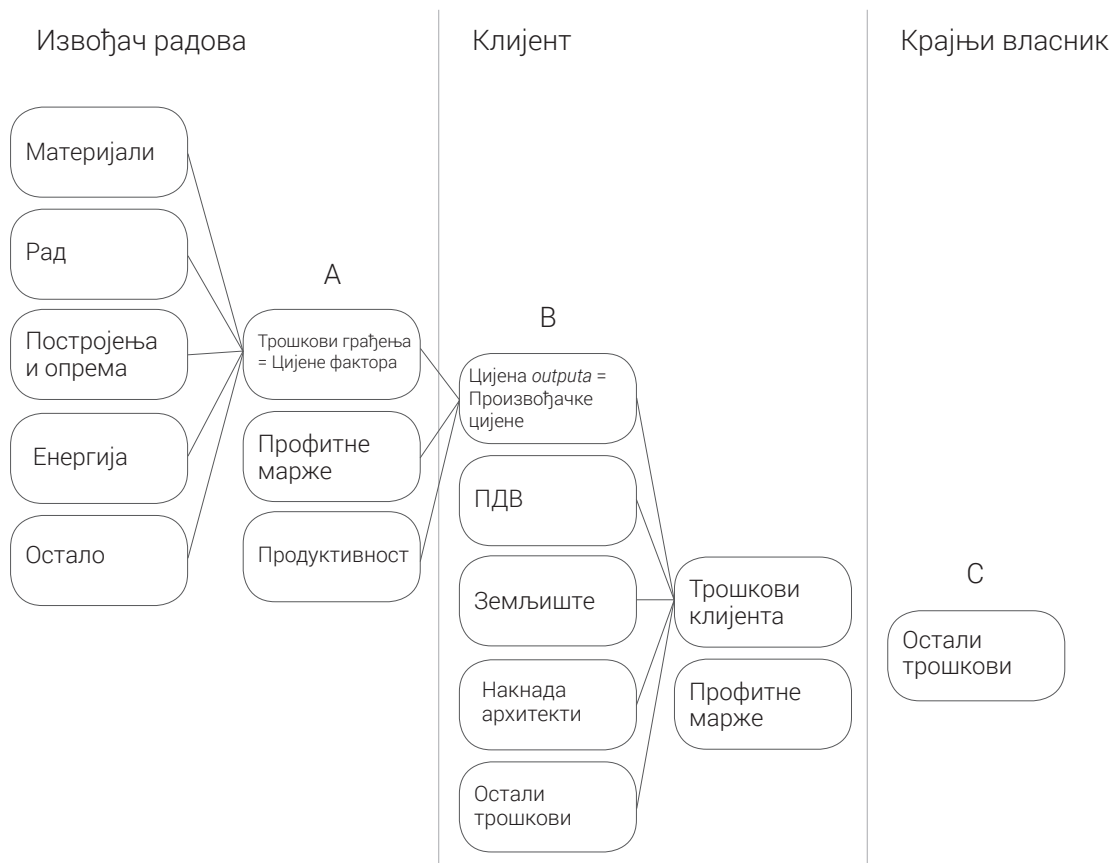 Извођач радова
Клијент
Крајњи власник
Материјали
Рад
Постројења
и опрема
Енергија
Остало
A
Трошкови грађења
= Цијене фактора
Профитне
марже
Продуктивност
B
Цијена outputa =
Произвођачке
цијене
ПДВ
Земљиште
Накнада
архитекти
Остали
трошкови
Трошкови
клијента
Профитне
марже
C
Остали
трошкови